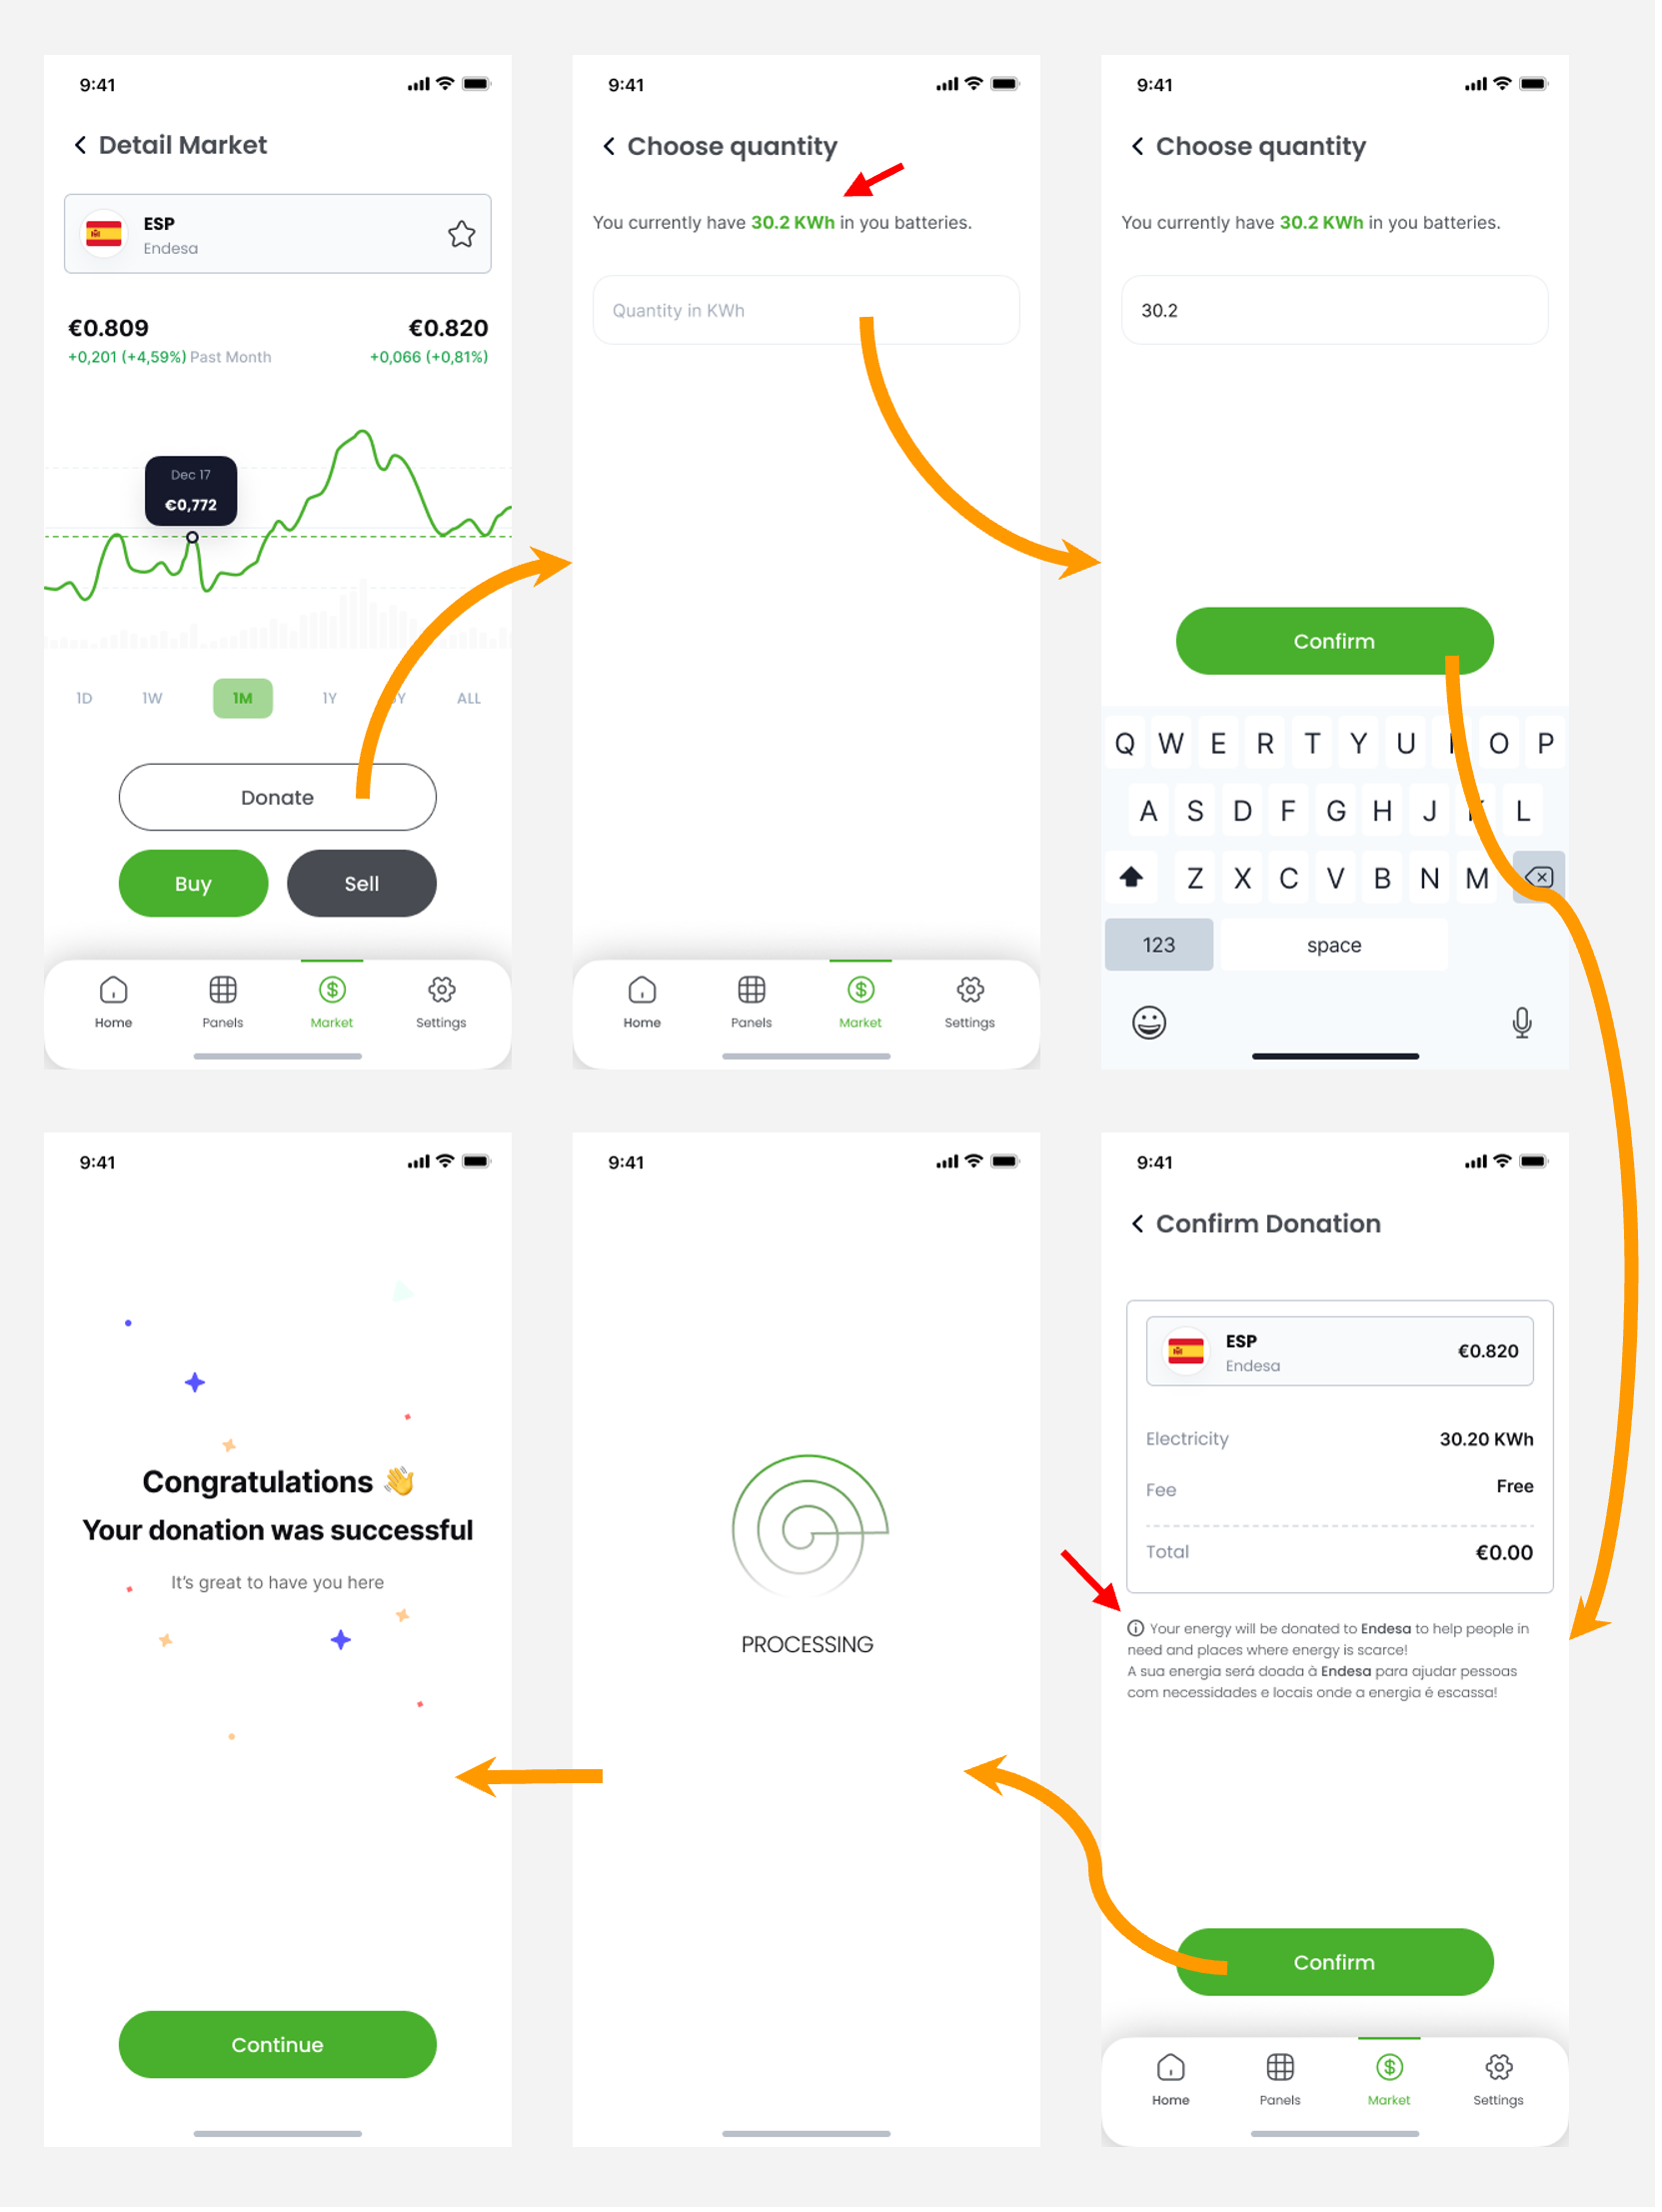 9:41
Detail Market
ESP
Endesa
€0.809
€0.820
+0,201 (+4,59%) Past Month
+0,066 (+0,81%)
Dec 17
€0,772
1D 1W 1M 1Y ALL
Donate
Buy
Sell
Home Panels Market Settings
9:41
Choose quantity
You currently have 30.2 KWh in you batteries.
Quantity in KWh
Home Panels Market Settings
9:41
Choose quantity
You currently have 30.2 KWh in you batteries.
30.2
Confirm
Q W E R T Y U I O P
A S D F G H J K L
Z X C V B N M
123 space
9:41
Congratulations 👋
Your donation was successful
It's great to have you here
Continue
9:41
PROCESSING
9:41
Confirm Donation
ESP
Endesa
€0.820
Electricity 30.20 KWh
Fee Free
Total €0.00
Your energy will be donated to Endesa to help people in
need and places where energy is scarce!
A sua energia será doada à Endesa para ajudar pessoas
com necessidades e locais onde a energia é escassa!
Confirm
Home Panels Market Settings